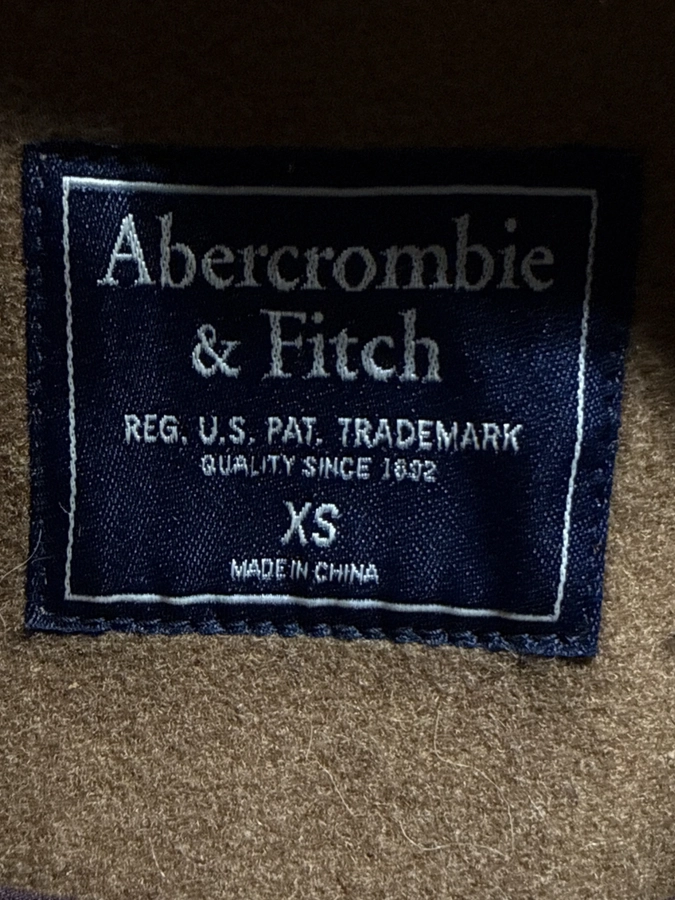 Abercrombie
& Fitch
REG. U.S. PAT. TRADEMARK
QUALITY SINCE 1892
XS
MADE IN CHINA